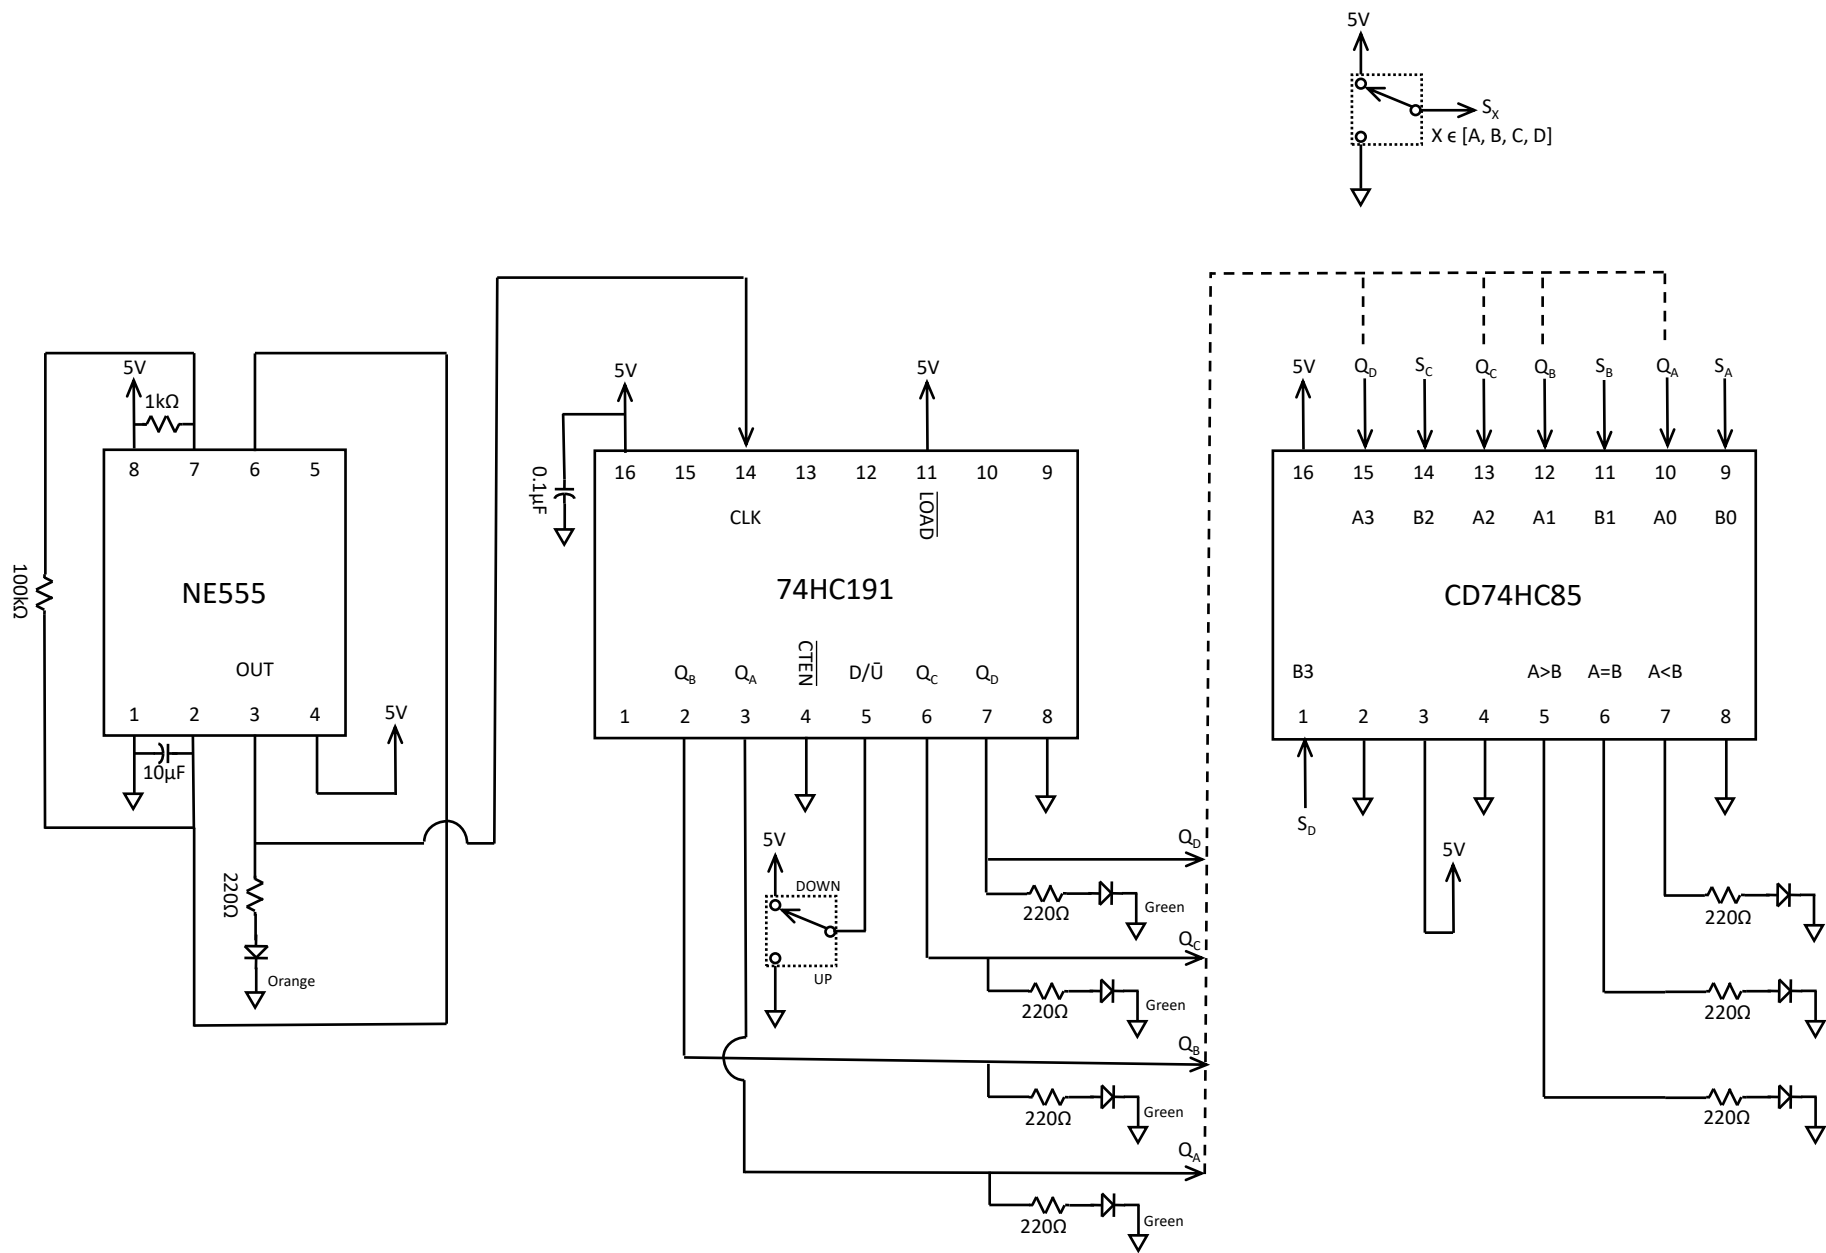 5V
S_X
X ϵ [A, B, C, D]
5V
1kΩ
8 7 6 5
100kΩ
NE555
OUT
1 2 3 4
5V
10µF
220Ω
Orange
5V
5V
0.1µF
16 15 14 13 12 11 10 9
CLK
L̅O̅A̅D̅
74HC191
Q_B Q_A C̅T̅E̅N̅ D/Ū Q_C Q_D
1 2 3 4 5 6 7 8
5V
DOWN
UP
Q_D
220Ω
Green
Q_C
220Ω
Green
Q_B
220Ω
Green
Q_A
220Ω
Green
5V Q_D S_C Q_C Q_B S_B Q_A S_A
16 15 14 13 12 11 10 9
A3 B2 A2 A1 B1 A0 B0
CD74HC85
B3 A>B A=B A<B
1 2 3 4 5 6 7 8
S_D
5V
220Ω
220Ω
220Ω